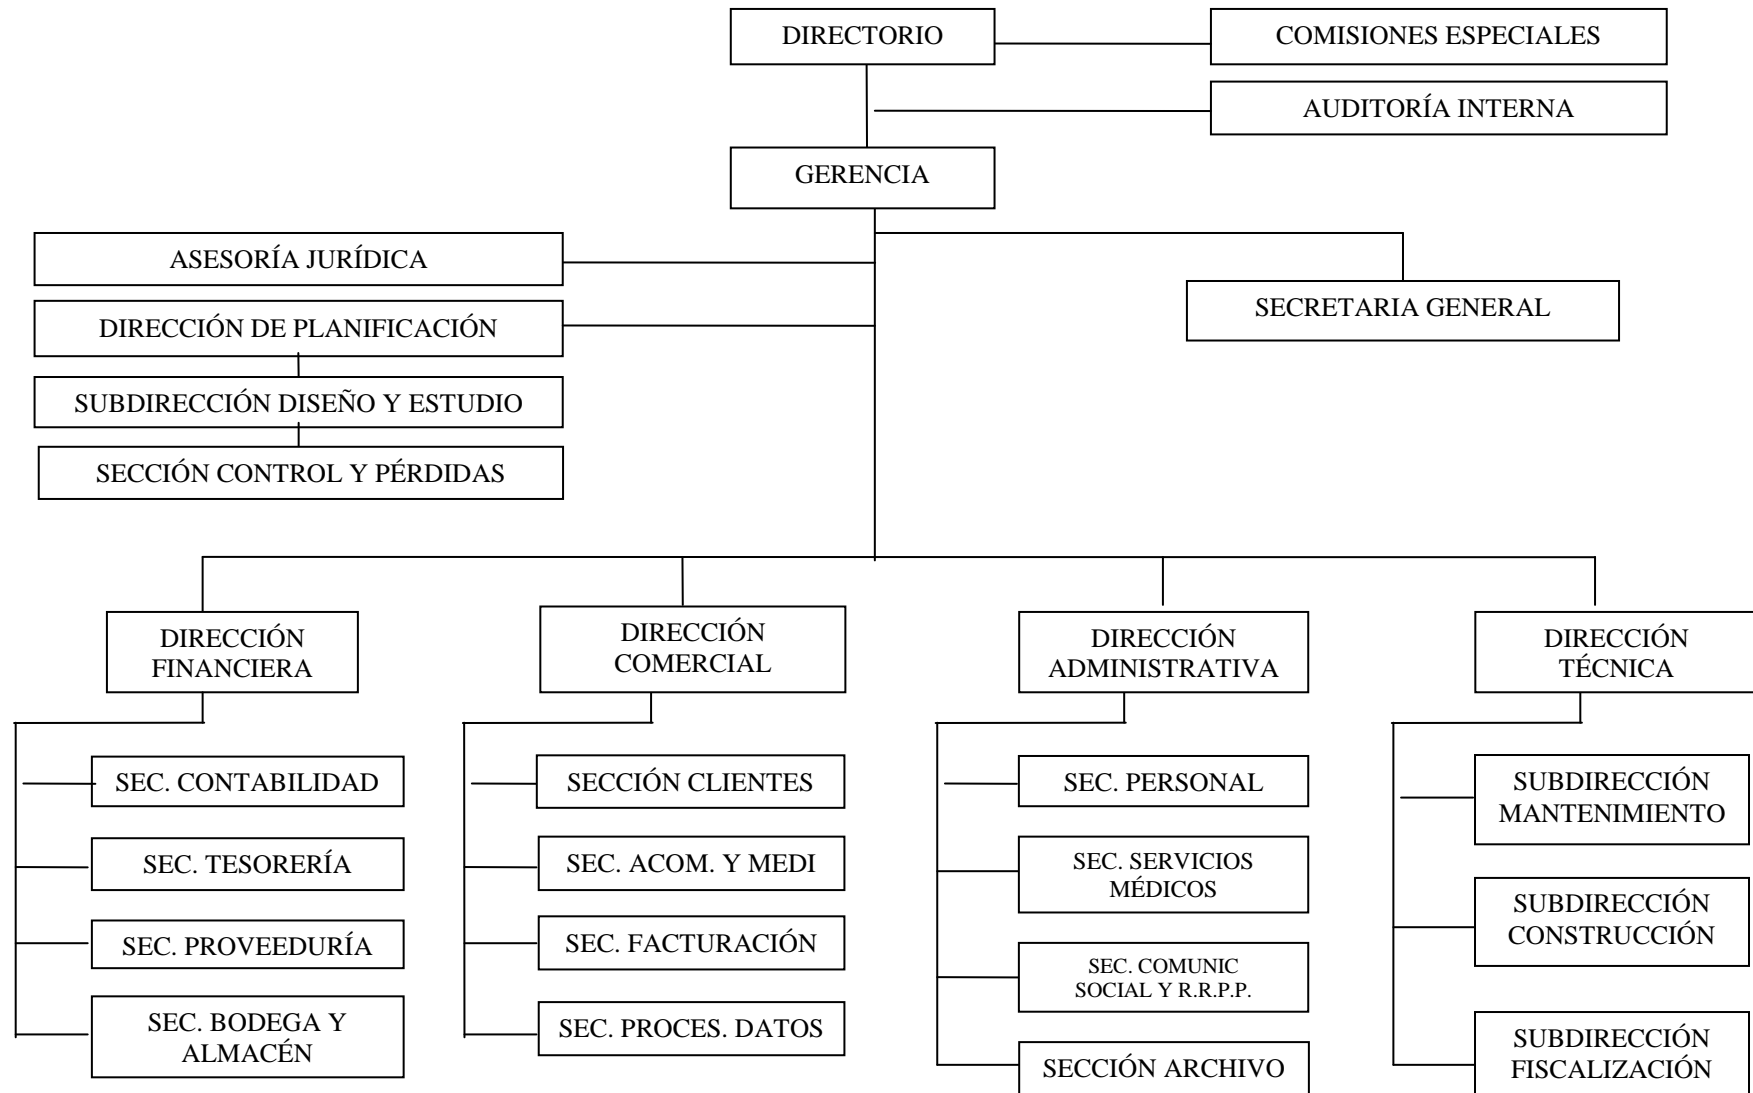 DIRECTORIO
COMISIONES ESPECIALES
AUDITORÍA INTERNA
GERENCIA
ASESORÍA JURÍDICA
SECRETARIA GENERAL
DIRECCIÓN DE PLANIFICACIÓN
SUBDIRECCIÓN DISEÑO Y ESTUDIO
SECCIÓN CONTROL Y PÉRDIDAS
DIRECCIÓN
FINANCIERA
SEC. CONTABILIDAD
SEC. TESORERÍA
SEC. PROVEEDURÍA
SEC. BODEGA Y
ALMACÉN
DIRECCIÓN
COMERCIAL
SECCIÓN CLIENTES
SEC. ACOM. Y MEDI
SEC. FACTURACIÓN
SEC. PROCES. DATOS
DIRECCIÓN
ADMINISTRATIVA
SEC. PERSONAL
SEC. SERVICIOS
MÉDICOS
SEC. COMUNIC
SOCIAL Y R.R.P.P.
SECCIÓN ARCHIVO
DIRECCIÓN
TÉCNICA
SUBDIRECCIÓN
MANTENIMIENTO
SUBDIRECCIÓN
CONSTRUCCIÓN
SUBDIRECCIÓN
FISCALIZACIÓN